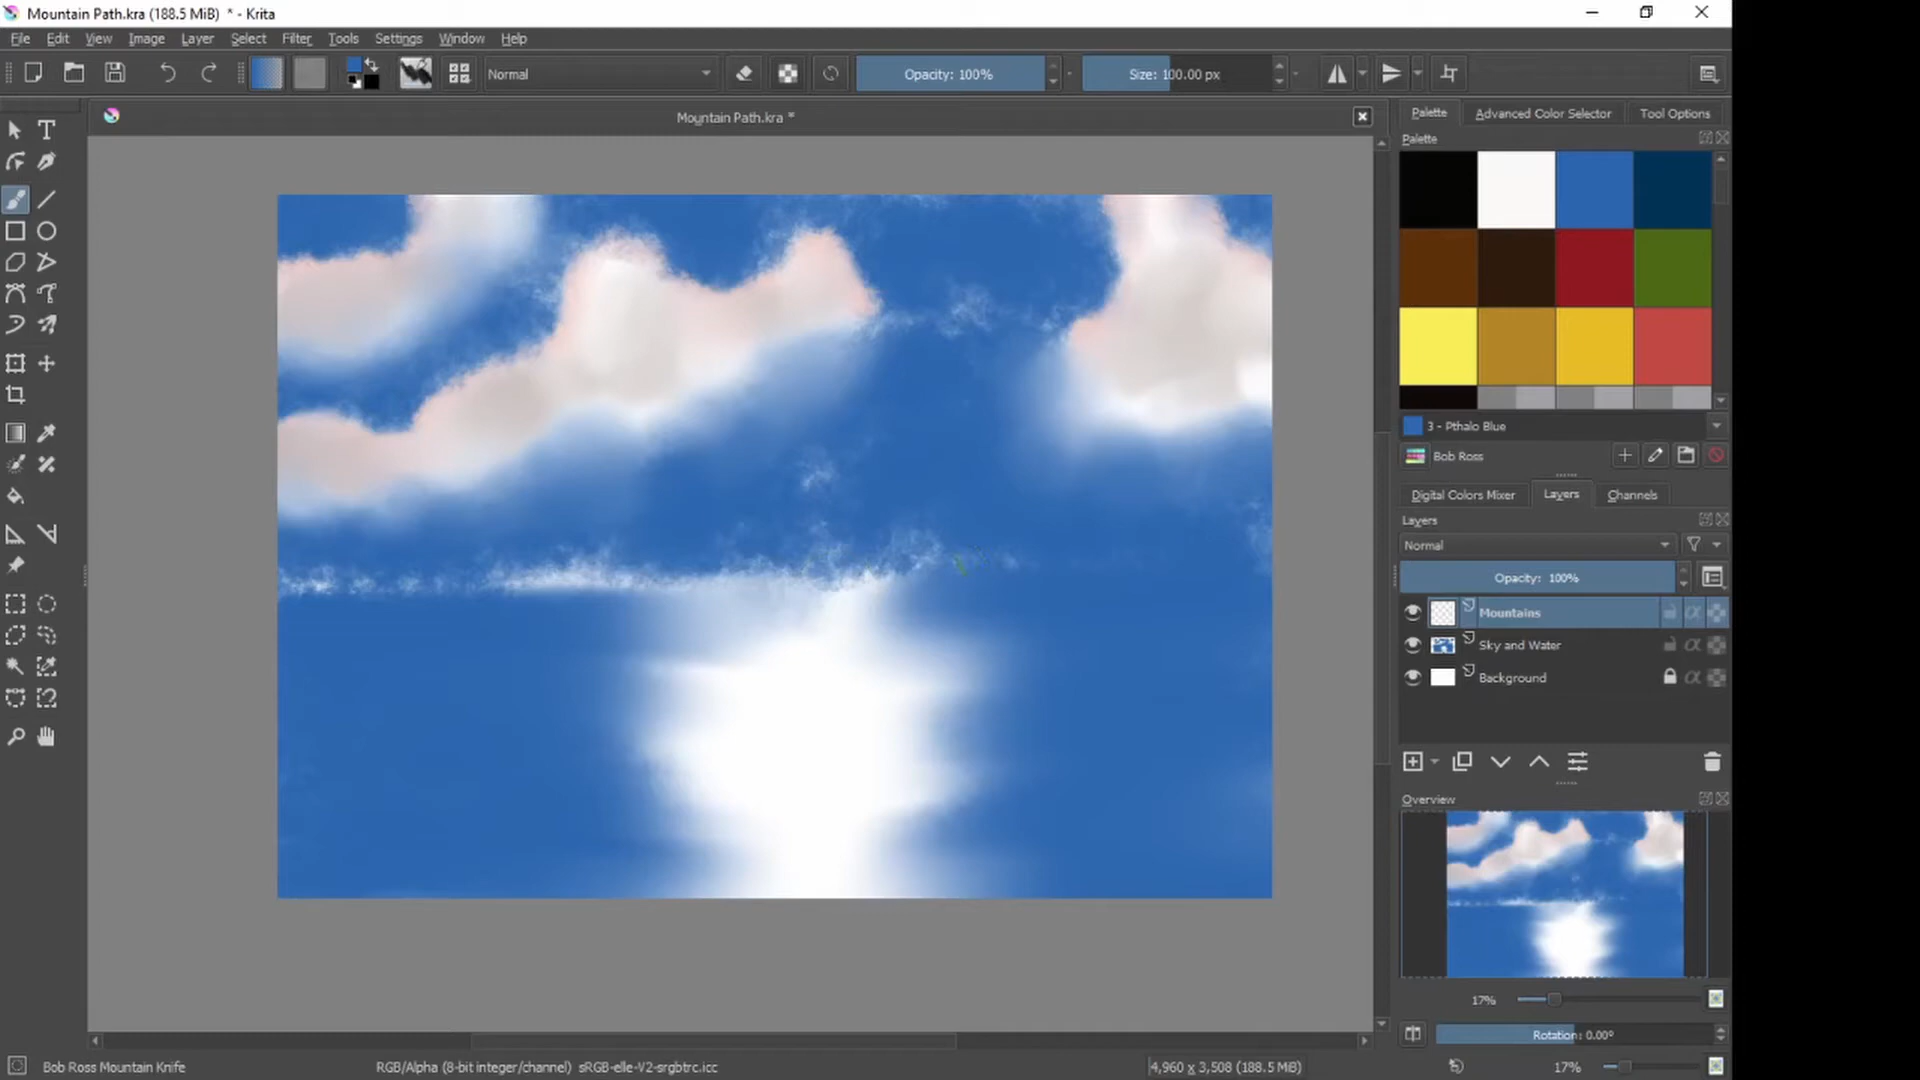 Mountain Path.kra (188.5 MiB) * - Krita
File Edit View Image Layer Select Filter Tools Settings Window Help
Normal Opacity: 100% Size: 100.00 px
Mountain Path.kra *
Palette Advanced Color Selector Tool Options
Palette
3 - Pthalo Blue
Bob Ross
Digital Colors Mixer Layers Channels
Layers
Normal
Opacity: 100%
Mountains
Sky and Water
Background
Overview
17%
Rotation: 0.00°
Bob Ross Mountain Knife RGB/Alpha (8-bit integer/channel) sRGB-elle-V2-srgbtrc.icc 4,960 x 3,508 (188.5 MiB) 17%